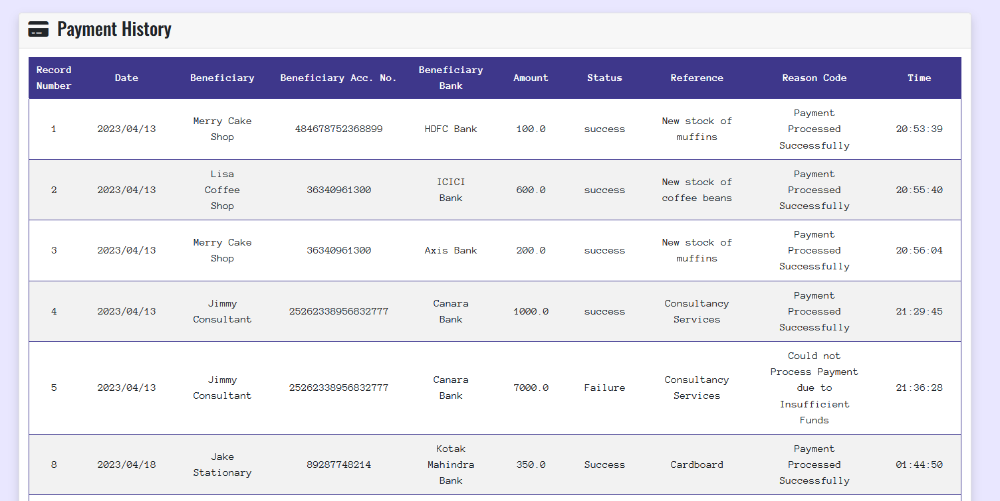 Payment History
Record Number Date Beneficiary Beneficiary Acc. No. Beneficiary Bank Amount Status Reference Reason Code Time
1 2023/04/13 Merry Cake Shop 484678752368899 HDFC Bank 100.0 success New stock of muffins Payment Processed Successfully 20:53:39
2 2023/04/13 Lisa Coffee Shop 36340961300 ICICI Bank 600.0 success New stock of coffee beans Payment Processed Successfully 20:55:40
3 2023/04/13 Merry Cake Shop 36340961300 Axis Bank 200.0 success New stock of muffins Payment Processed Successfully 20:56:04
4 2023/04/13 Jimmy Consultant 25262338956832777 Canara Bank 1000.0 success Consultancy Services Payment Processed Successfully 21:29:45
5 2023/04/13 Jimmy Consultant 25262338956832777 Canara Bank 7000.0 Failure Consultancy Services Could not Process Payment due to Insufficient Funds 21:36:28
8 2023/04/18 Jake Stationary 89287748214 Kotak Mahindra Bank 350.0 Success Cardboard Payment Processed Successfully 01:44:50